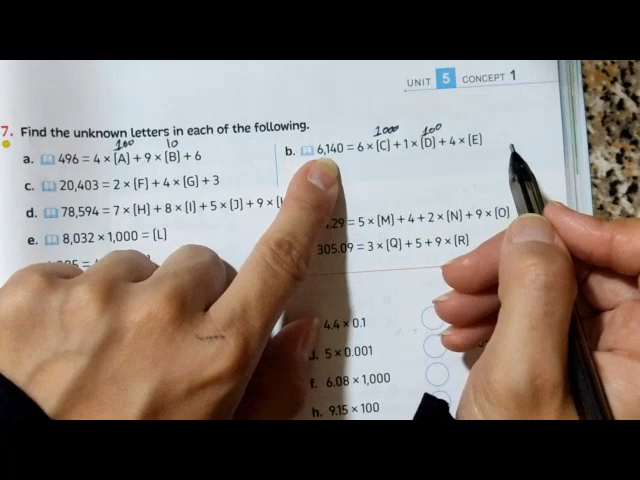 UNIT 5 CONCEPT 1
7. Find the unknown letters in each of the following.
100 10
a. 496 = 4 × (A) + 9 × (B) + 6
1000 100
b. 6,140 = 6 × (C) + 1 × (D) + 4 × (E)
c. 20,403 = 2 × (F) + 4 × (G) + 3
d. 78,594 = 7 × (H) + 8 × (I) + 5 × (J) + 9 ×
e. 8,032 × 1,000 = (L)
.29 = 5 × (M) + 4 + 2 × (N) + 9 × (O)
305.09 = 3 × (Q) + 5 + 9 × (R)
4.4 × 0.1
d. 5 × 0.001
f. 6.08 × 1,000
h. 9.15 × 100